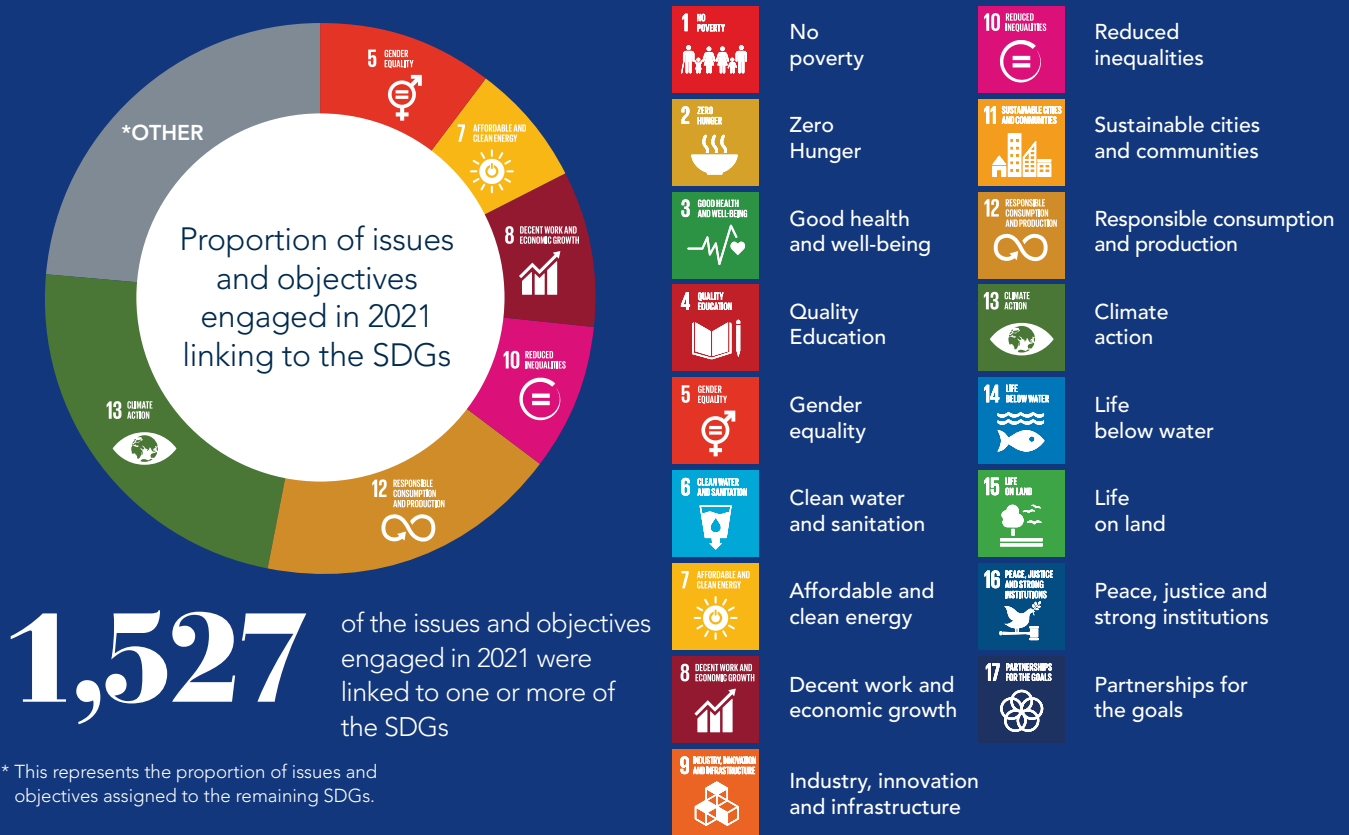 5 GENDER
EQUALITY
7 AFFORDABLE AND
CLEAN ENERGY
8 DECENT WORK AND
ECONOMIC GROWTH
10 REDUCED
INEQUALITIES
12 RESPONSIBLE
CONSUMPTION
AND PRODUCTION
13 CLIMATE
ACTION
*OTHER
Proportion of issues
and objectives
engaged in 2021
linking to the SDGs
1,527
of the issues and objectives
engaged in 2021 were
linked to one or more of
the SDGs
* This represents the proportion of issues and
objectives assigned to the remaining SDGs.
1 NO
POVERTY
No
poverty
2 ZERO
HUNGER
Zero
Hunger
3 GOOD HEALTH
AND WELL-BEING
Good health
and well-being
4 QUALITY
EDUCATION
Quality
Education
5 GENDER
EQUALITY
Gender
equality
6 CLEAN WATER
AND SANITATION
Clean water
and sanitation
7 AFFORDABLE AND
CLEAN ENERGY
Affordable and
clean energy
8 DECENT WORK AND
ECONOMIC GROWTH
Decent work and
economic growth
9 INDUSTRY, INNOVATION
AND INFRASTRUCTURE
Industry, innovation
and infrastructure
10 REDUCED
INEQUALITIES
Reduced
inequalities
11 SUSTAINABLE CITIES
AND COMMUNITIES
Sustainable cities
and communities
12 RESPONSIBLE
CONSUMPTION
AND PRODUCTION
Responsible consumption
and production
13 CLIMATE
ACTION
Climate
action
14 LIFE
BELOW WATER
Life
below water
15 LIFE
ON LAND
Life
on land
16 PEACE, JUSTICE
AND STRONG
INSTITUTIONS
Peace, justice and
strong institutions
17 PARTNERSHIPS
FOR THE GOALS
Partnerships for
the goals